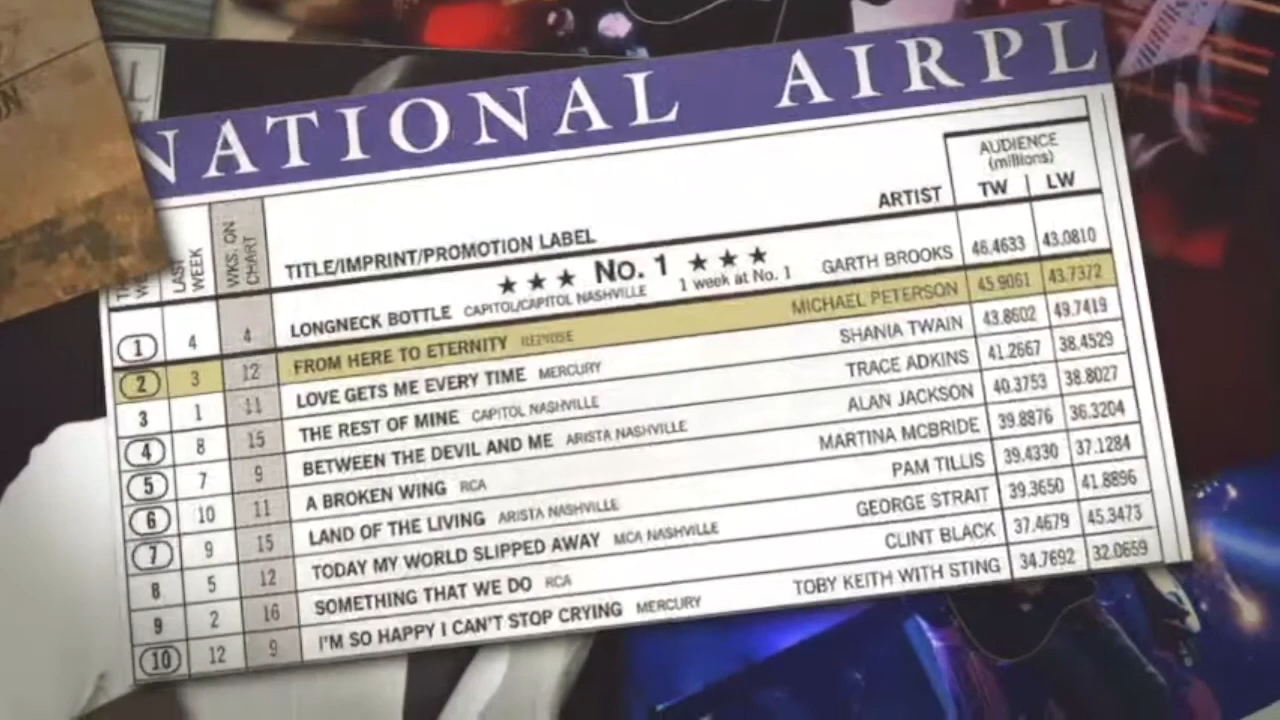 NATIONAL AIRPL
AUDIENCE
(millions)
LAST WEEK WKS. ON CHART TITLE/IMPRINT/PROMOTION LABEL ARTIST TW LW
★ ★ ★ No. 1 ★ ★ ★
1 4 4 LONGNECK BOTTLE CAPITOL/CAPITOL NASHVILLE 1 week at No. 1 GARTH BROOKS 46.4633 43.0810
2 3 12 FROM HERE TO ETERNITY REPRISE MICHAEL PETERSON 45.9061 43.7372
3 1 11 LOVE GETS ME EVERY TIME MERCURY SHANIA TWAIN 43.8602 49.7419
4 8 15 THE REST OF MINE CAPITOL NASHVILLE TRACE ADKINS 41.2667 38.4529
5 7 9 BETWEEN THE DEVIL AND ME ARISTA NASHVILLE ALAN JACKSON 40.3753 38.8027
6 10 11 A BROKEN WING RCA MARTINA MCBRIDE 39.8876 36.3204
7 9 15 LAND OF THE LIVING ARISTA NASHVILLE PAM TILLIS 39.4330 37.1284
8 5 12 TODAY MY WORLD SLIPPED AWAY MCA NASHVILLE GEORGE STRAIT 39.3650 41.8896
9 2 16 SOMETHING THAT WE DO RCA CLINT BLACK 37.4679 45.3473
10 12 9 I'M SO HAPPY I CAN'T STOP CRYING MERCURY TOBY KEITH WITH STING 34.7692 32.0659